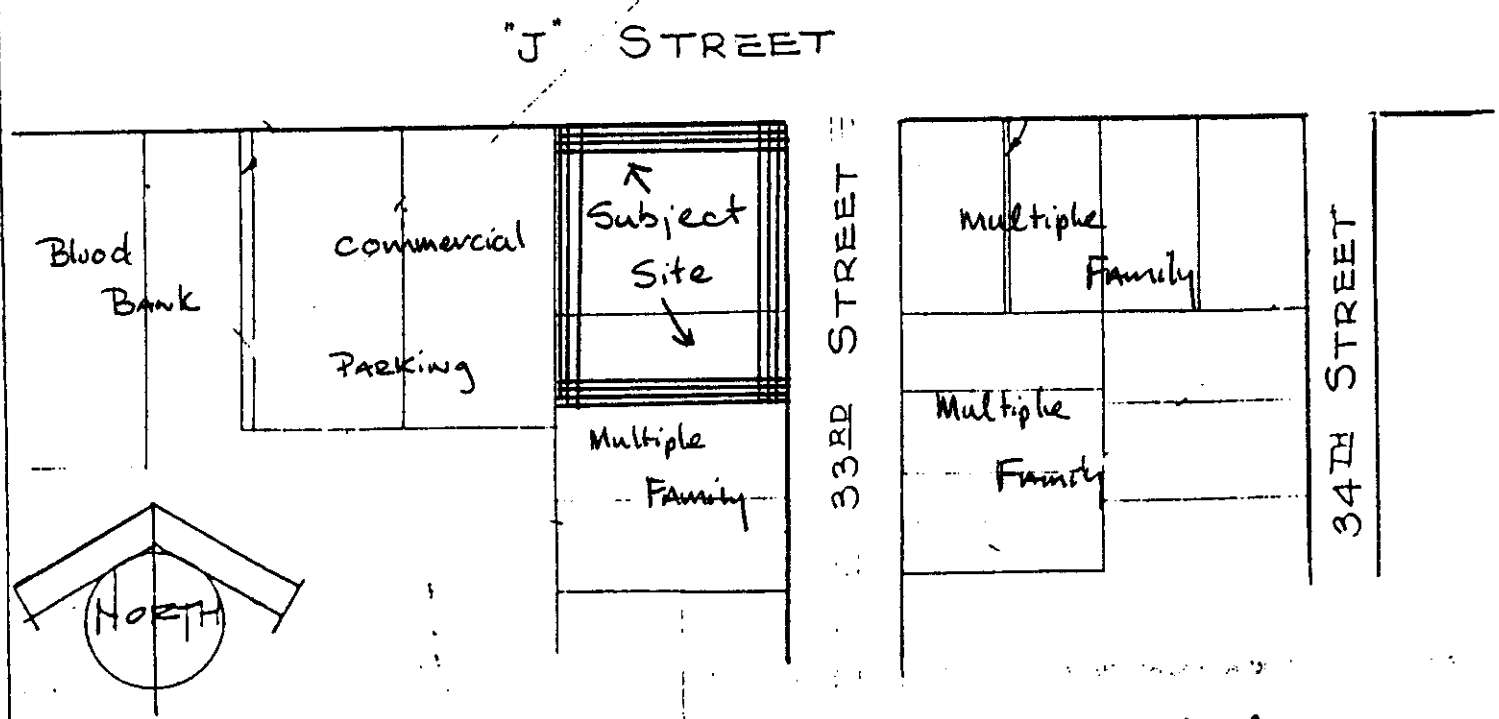 "J" STREET
Blood
BANK
Commercial
PARKING
Subject
Site
Multiple
Family
33RD STREET
Multiple
Family
Multiple
Family
34TH STREET
NORTH